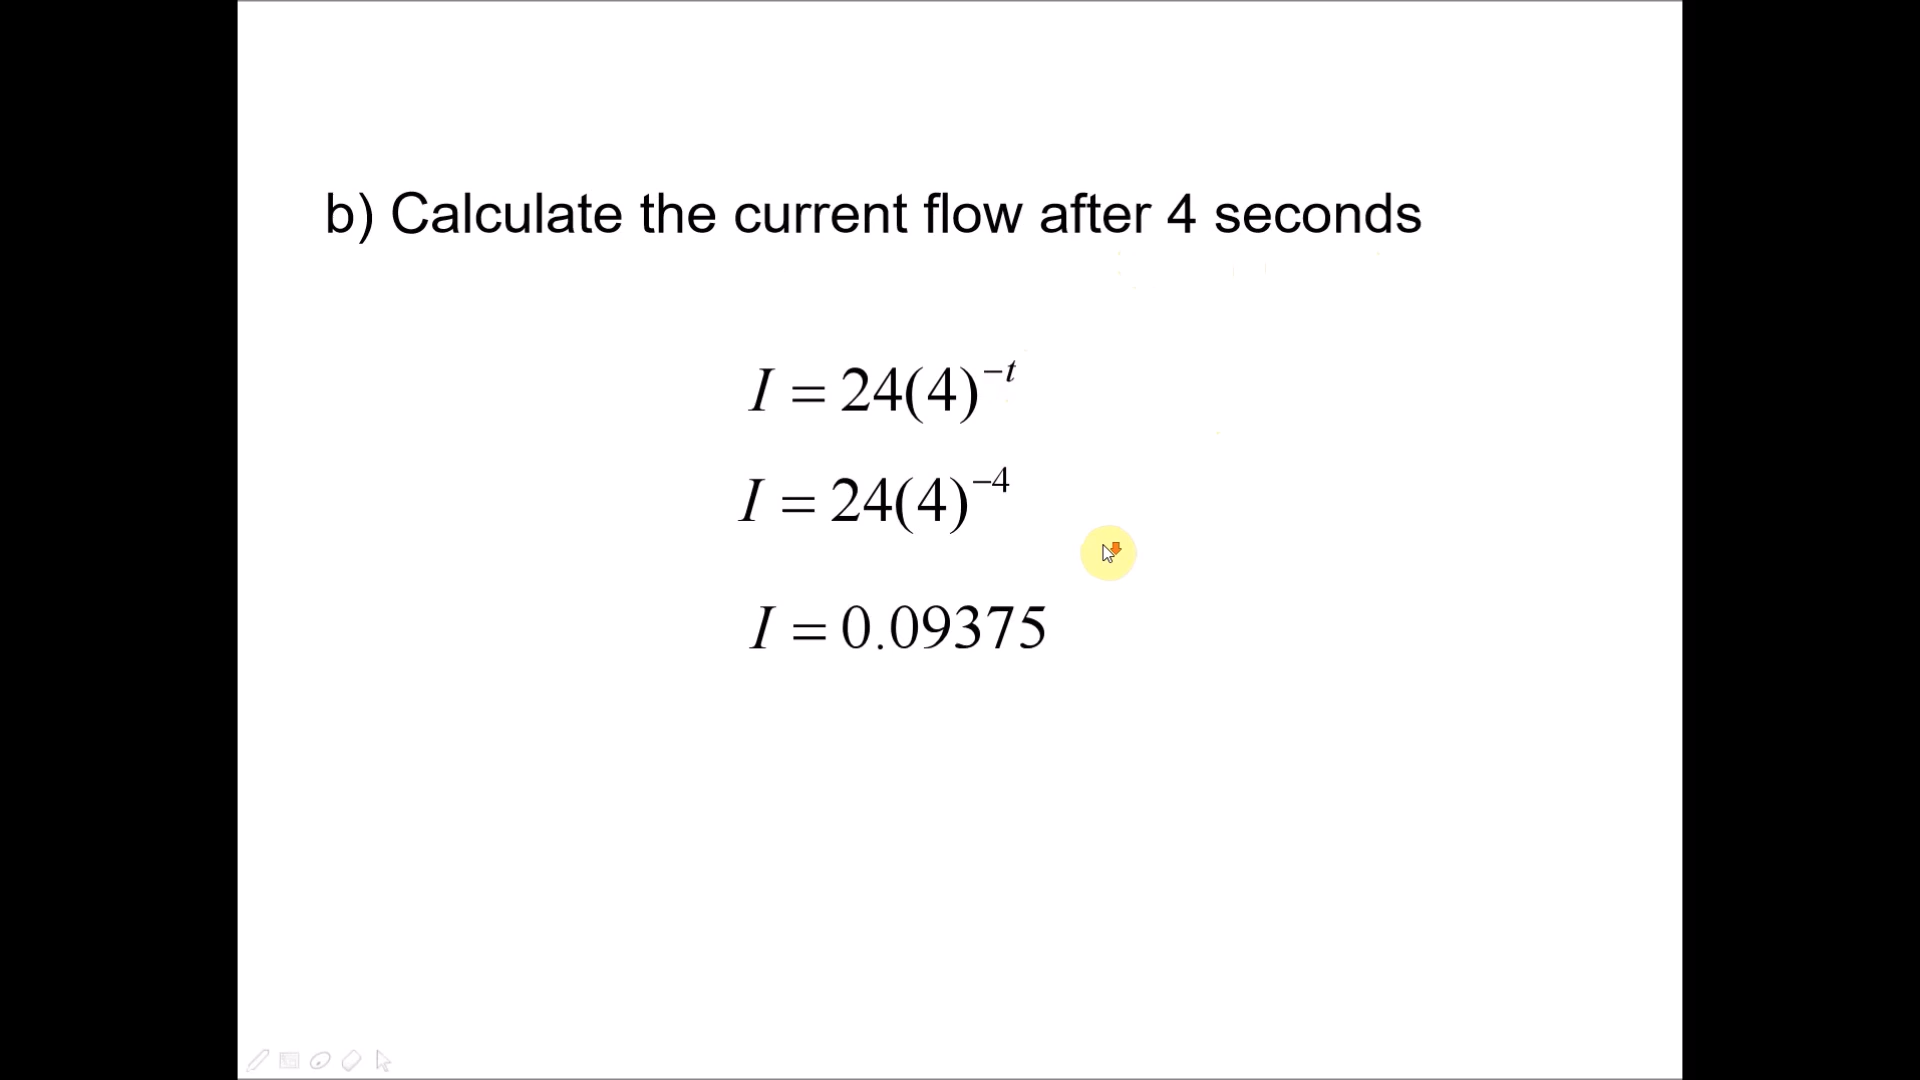 b) Calculate the current flow after 4 seconds
I = 24(4)⁻ᵗ
I = 24(4)⁻⁴
I = 0.09375